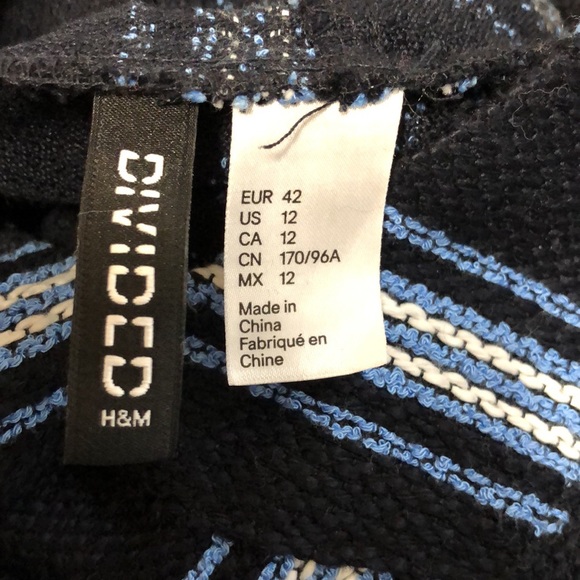 DIVIDED
H&M
EUR 42
US 12
CA 12
CN 170/96A
MX 12
Made in
China
Fabriqué en
Chine